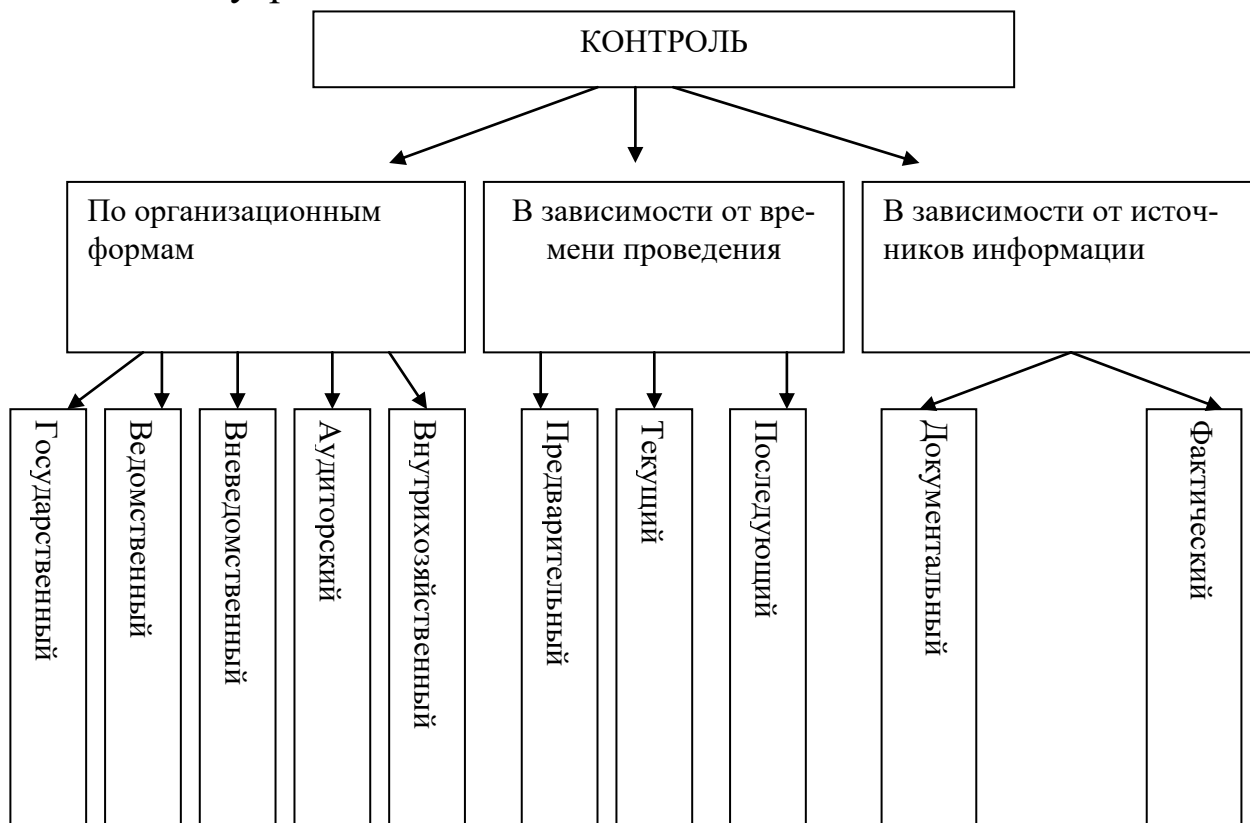 КОНТРОЛЬ
По организационным
формам
В зависимости от вре-
мени проведения
В зависимости от источ-
ников информации
Государственный
Ведомственный
Вневедомственный
Аудиторский
Внутрихозяйственный
Предварительный
Текущий
Последующий
Документальный
Фактический